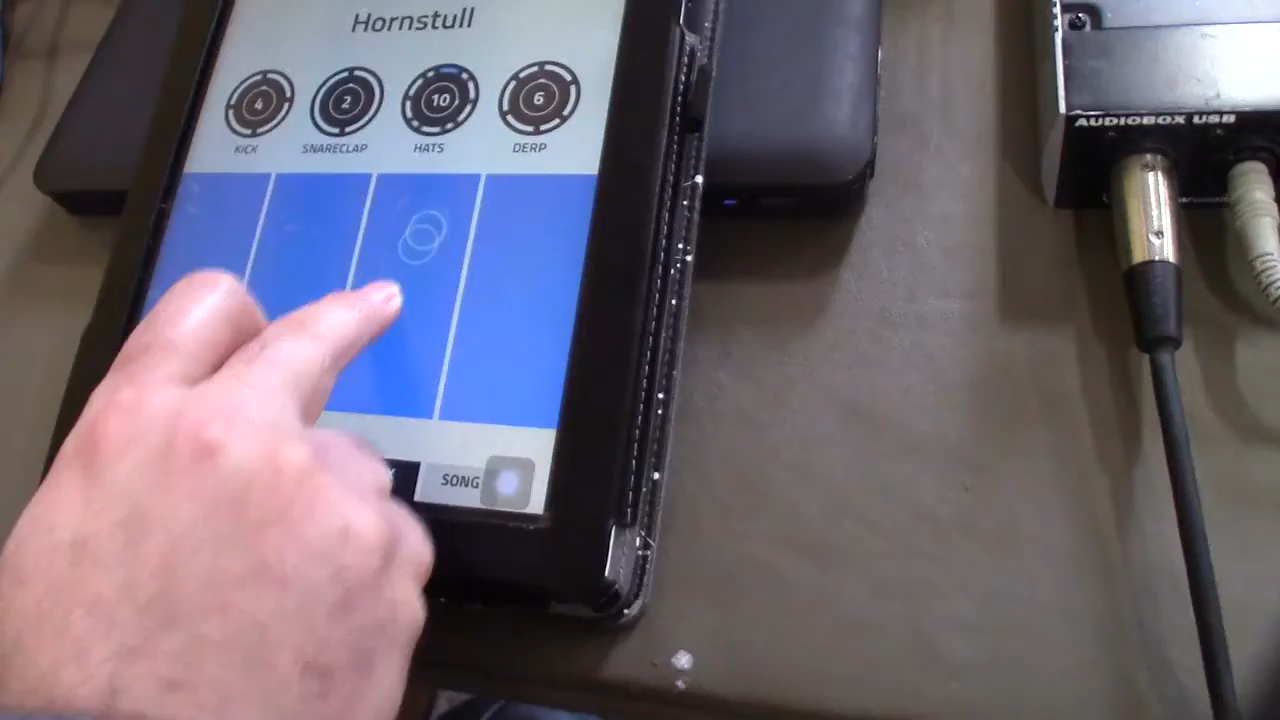 Hornstull
4 2 10 6
KICK SNARECLAP HATS DERP
SONG
AUDIOBOX USB